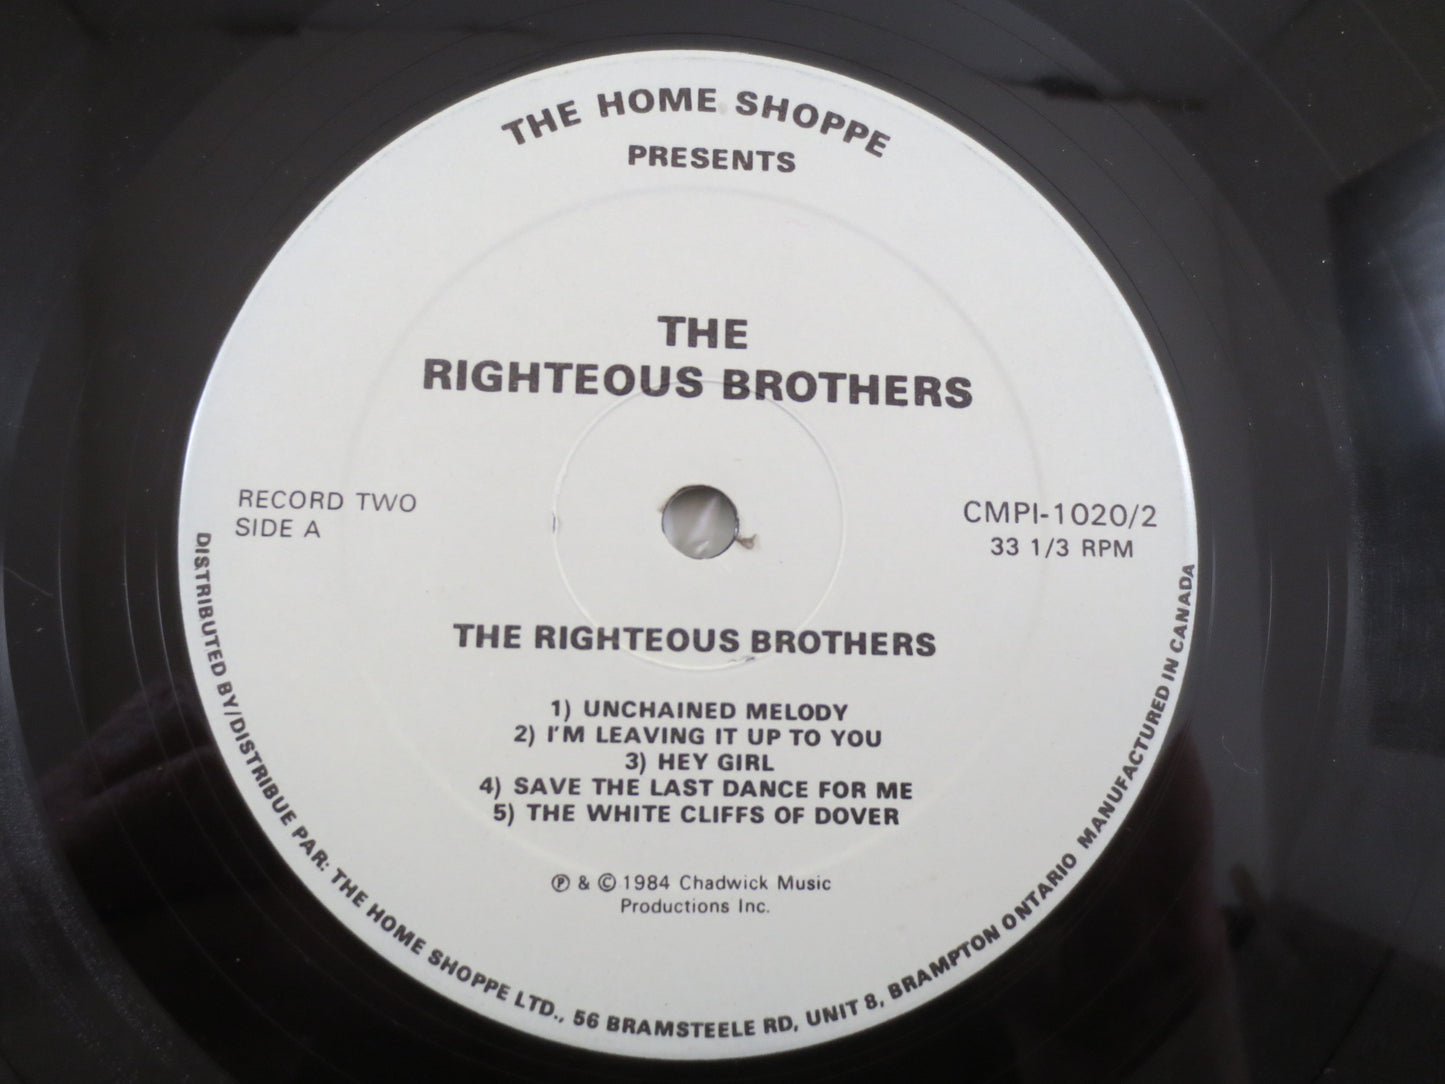 THE HOME SHOPPE
PRESENTS
THE
RIGHTEOUS BROTHERS
RECORD TWO
SIDE A
CMPI-1020/2
33 1/3 RPM
THE RIGHTEOUS BROTHERS
1) UNCHAINED MELODY
2) I'M LEAVING IT UP TO YOU
3) HEY GIRL
4) SAVE THE LAST DANCE FOR ME
5) THE WHITE CLIFFS OF DOVER
℗ & © 1984 Chadwick Music
Productions Inc.
DISTRIBUTED BY/DISTRIBUE PAR: THE HOME SHOPPE LTD., 56 BRAMSTEELE RD, UNIT 8, BRAMPTON ONTARIO MANUFACTURED IN CANADA